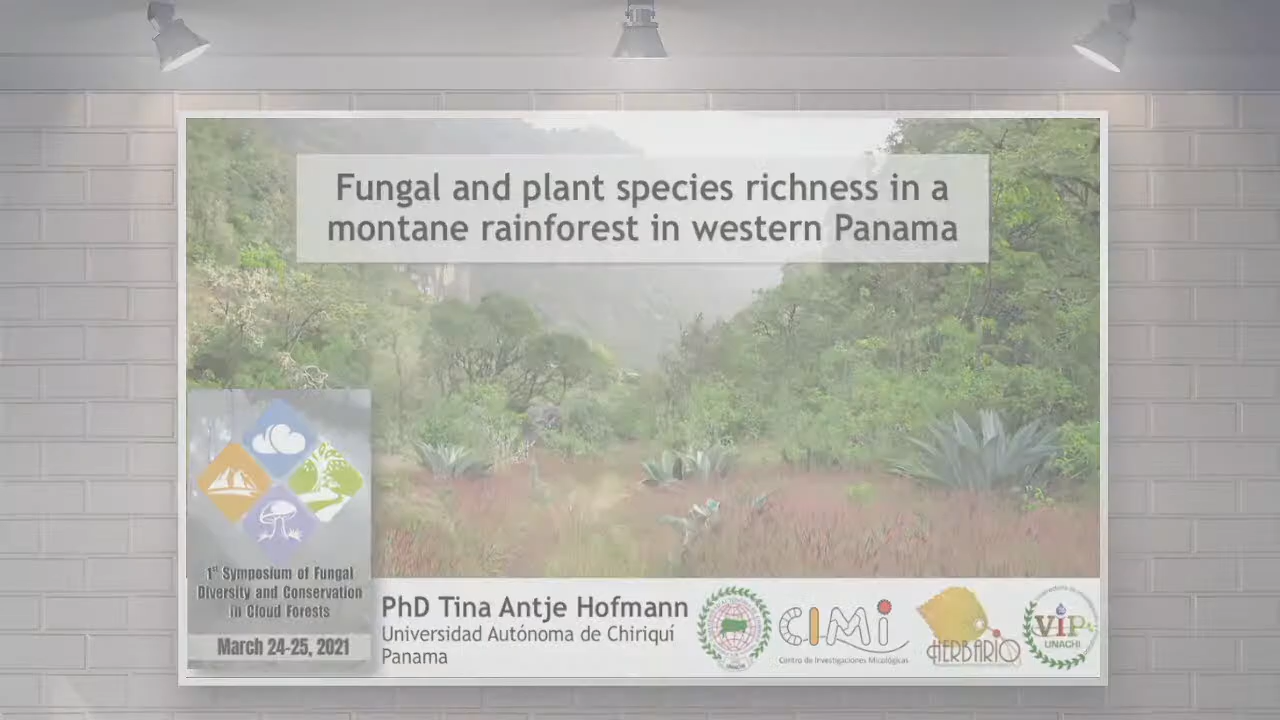 Fungal and plant species richness in a
montane rainforest in western Panama
1st Symposium of Fungal
Diversity and Conservation
in Cloud Forests
March 24-25, 2021
PhD Tina Antje Hofmann
Universidad Autónoma de Chiriquí
Panama
UNACHI
CIMi
Centro de Investigaciones Micológicas
HERBARIO
VIP
UNACHI